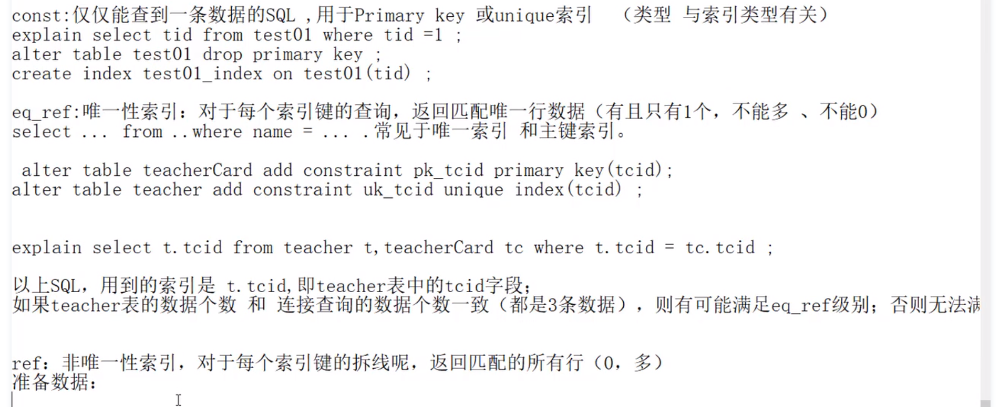 const:仅仅能查到一条数据的SQL ,用于Primary key 或unique索引 （类型 与索引类型有关）
explain select tid from test01 where tid =1 ;
alter table test01 drop primary key ;
create index test01_index on test01(tid) ;
eq_ref:唯一性索引：对于每个索引键的查询，返回匹配唯一行数据（有且只有1个，不能多 、不能0）
select ... from ..where name = ... .常见于唯一索引 和主键索引。
alter table teacherCard add constraint pk_tcid primary key(tcid);
alter table teacher add constraint uk_tcid unique index(tcid) ;
explain select t.tcid from teacher t,teacherCard tc where t.tcid = tc.tcid ;
以上SQL，用到的索引是 t.tcid,即teacher表中的tcid字段；
如果teacher表的数据个数 和 连接查询的数据个数一致（都是3条数据），则有可能满足eq_ref级别；否则无法满
ref：非唯一性索引，对于每个索引键的拆线呢，返回匹配的所有行（0，多）
准备数据：